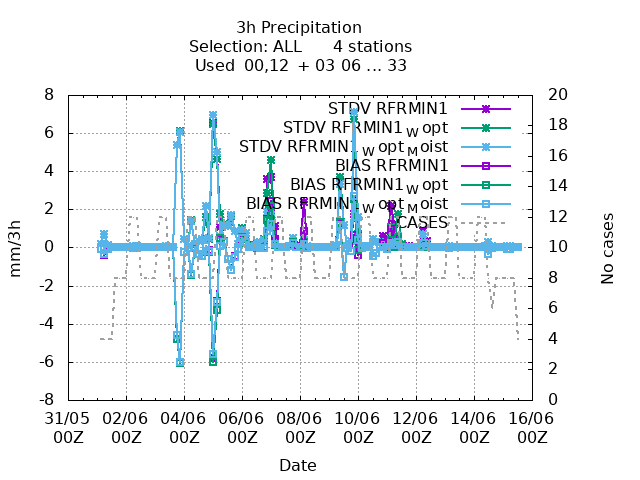 3h Precipitation
Selection: ALL 4 stations
Used 00,12 + 03 06 ... 33
8
6
4
2
0
-2
-4
-6
-8
mm/3h
20
18
16
14
12
10
8
6
4
2
0
No cases
STDV RFRMIN1
STDV RFRMIN1 W opt
STDV RFRMIN1 W opt M oist
BIAS RFRMIN1
BIAS RFRMIN1 W opt
BIAS RFRMIN1 W opt M oist
CASES
31/05 02/06 04/06 06/06 08/06 10/06 12/06 14/06 16/06
00Z 00Z 00Z 00Z 00Z 00Z 00Z 00Z 00Z
Date